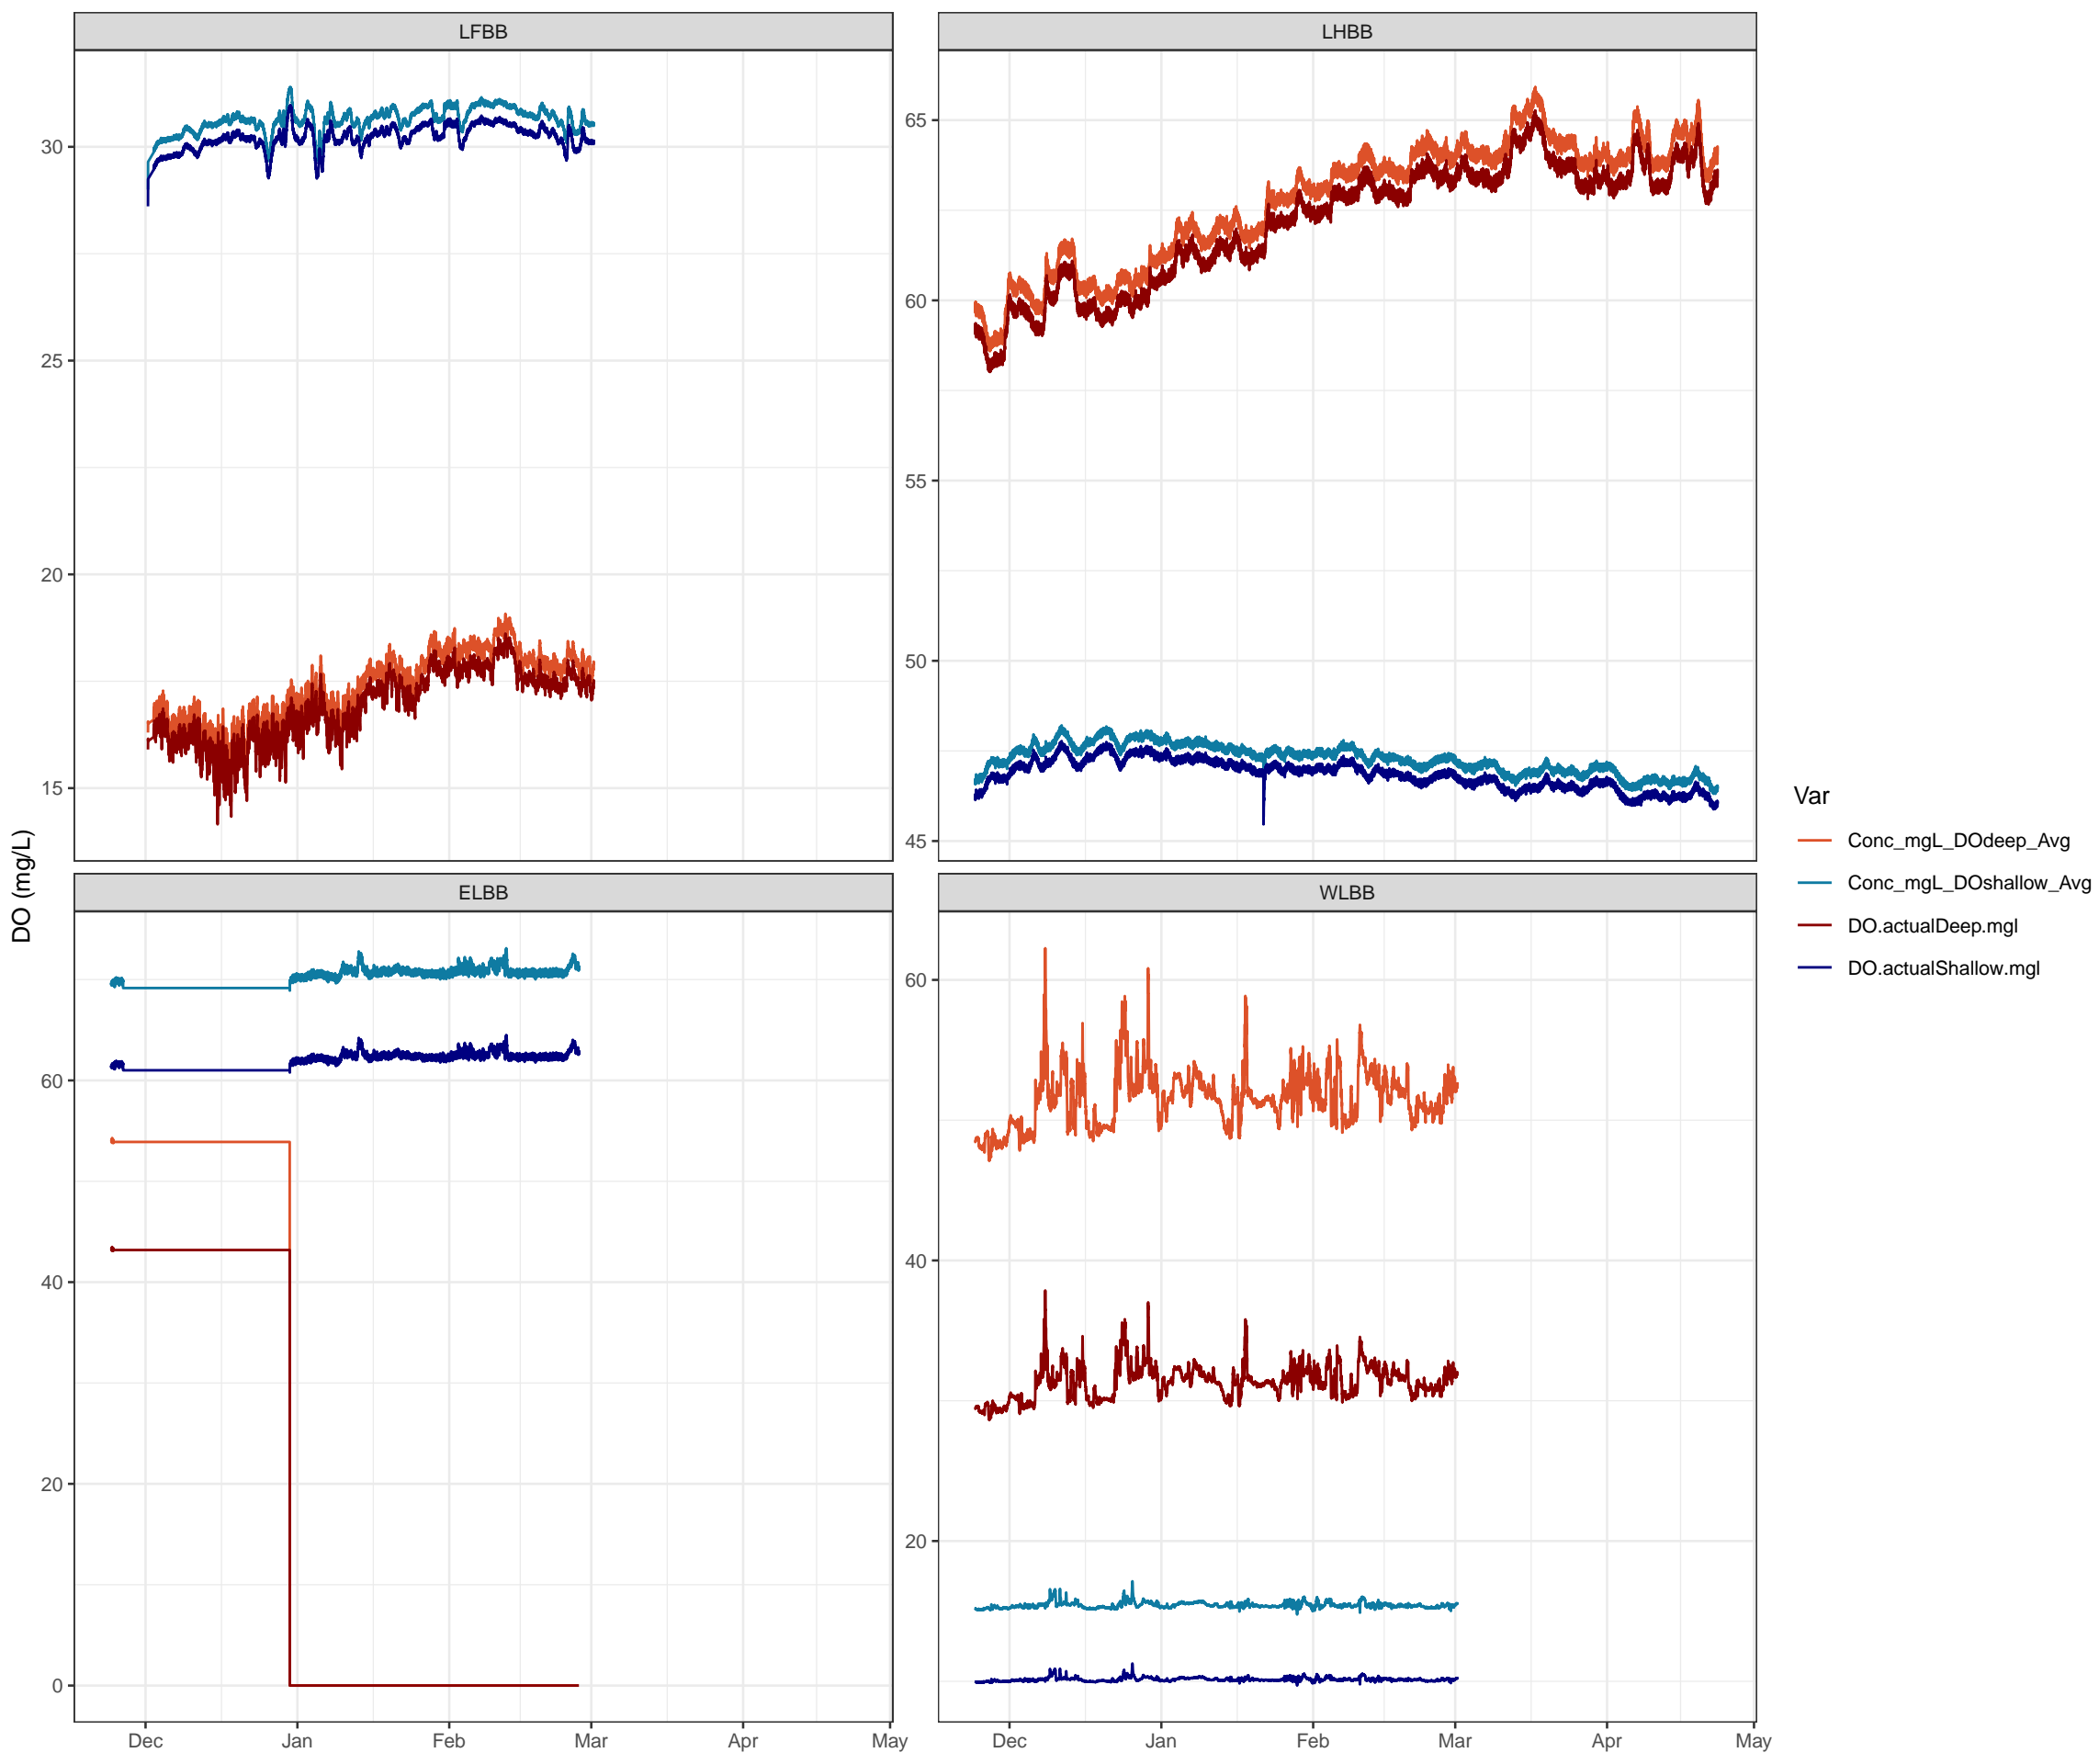 LFBB
LHBB
30
25
20
15
65
60
55
50
45
DO (mg/L)
ELBB
WLBB
60
40
20
0
60
40
20
Dec Jan Feb Mar Apr May
Dec Jan Feb Mar Apr May
Var
Conc_mgL_DOdeep_Avg
Conc_mgL_DOshallow_Avg
DO.actualDeep.mgl
DO.actualShallow.mgl